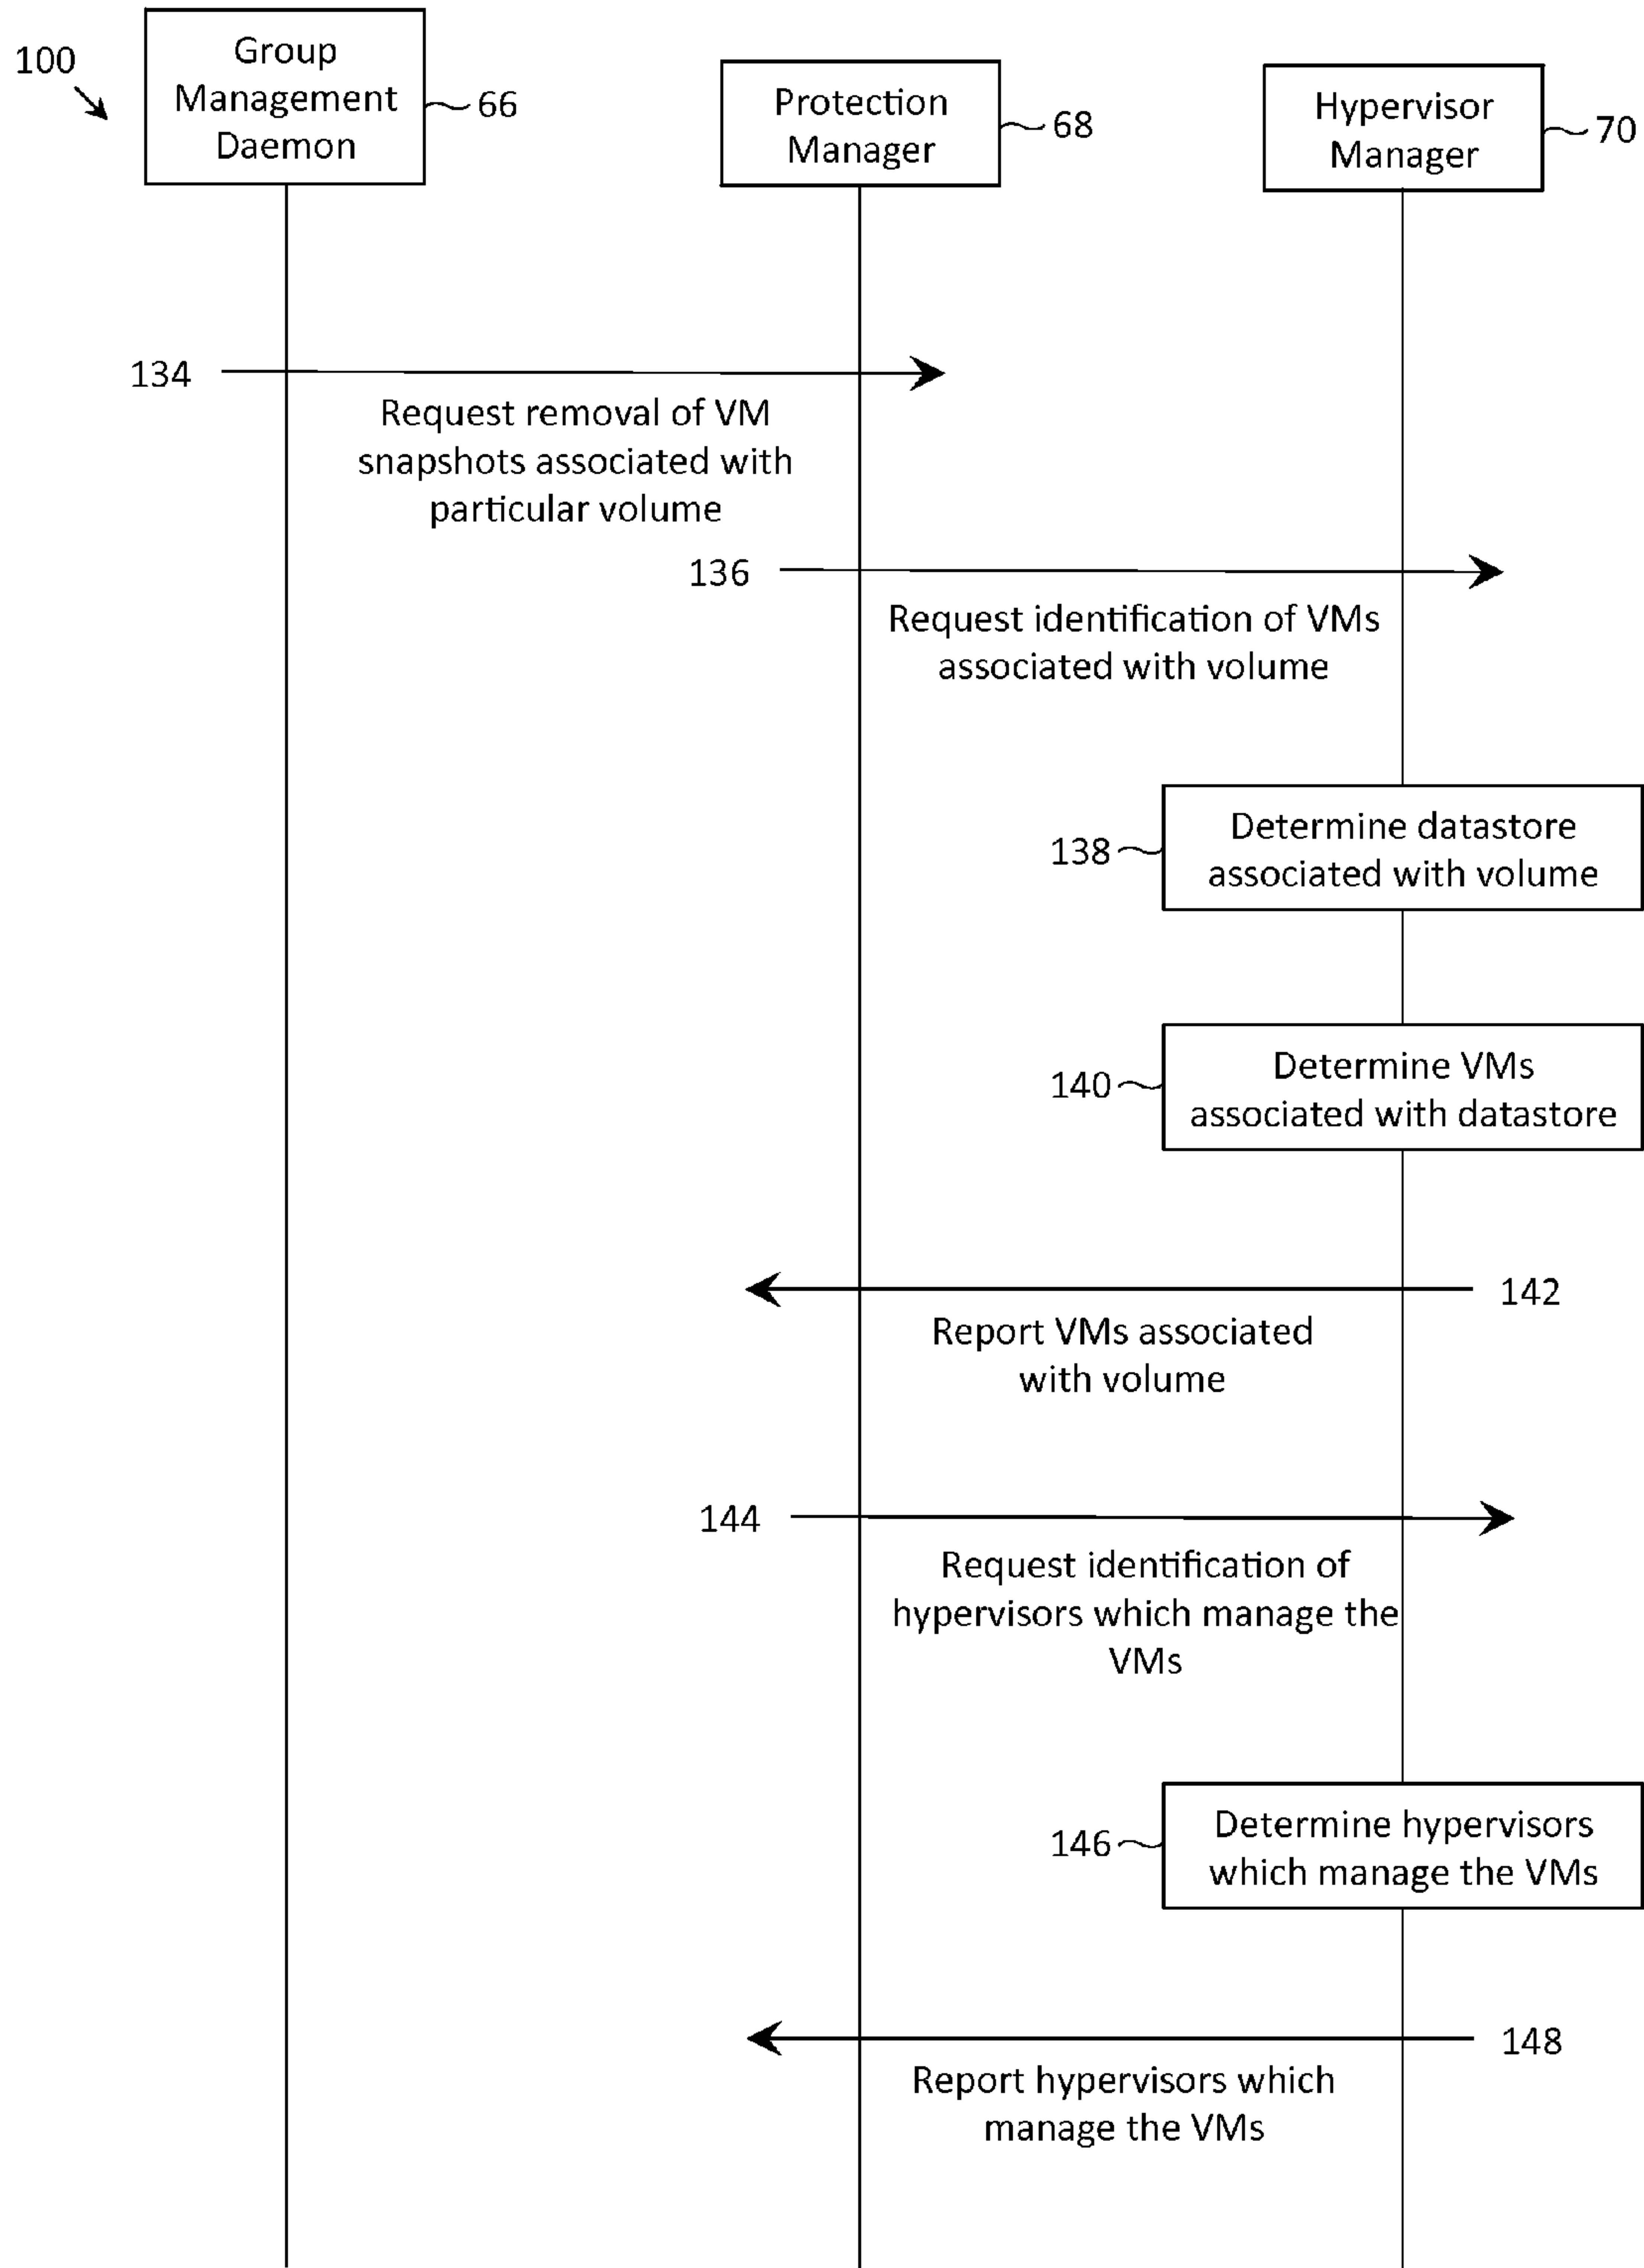 100
Group
Management
Daemon
66
Protection
Manager
68
Hypervisor
Manager
70
134
Request removal of VM
snapshots associated with
particular volume
136
Request identification of VMs
associated with volume
138
Determine datastore
associated with volume
140
Determine VMs
associated with datastore
142
Report VMs associated
with volume
144
Request identification of
hypervisors which manage the
VMs
146
Determine hypervisors
which manage the VMs
148
Report hypervisors which
manage the VMs